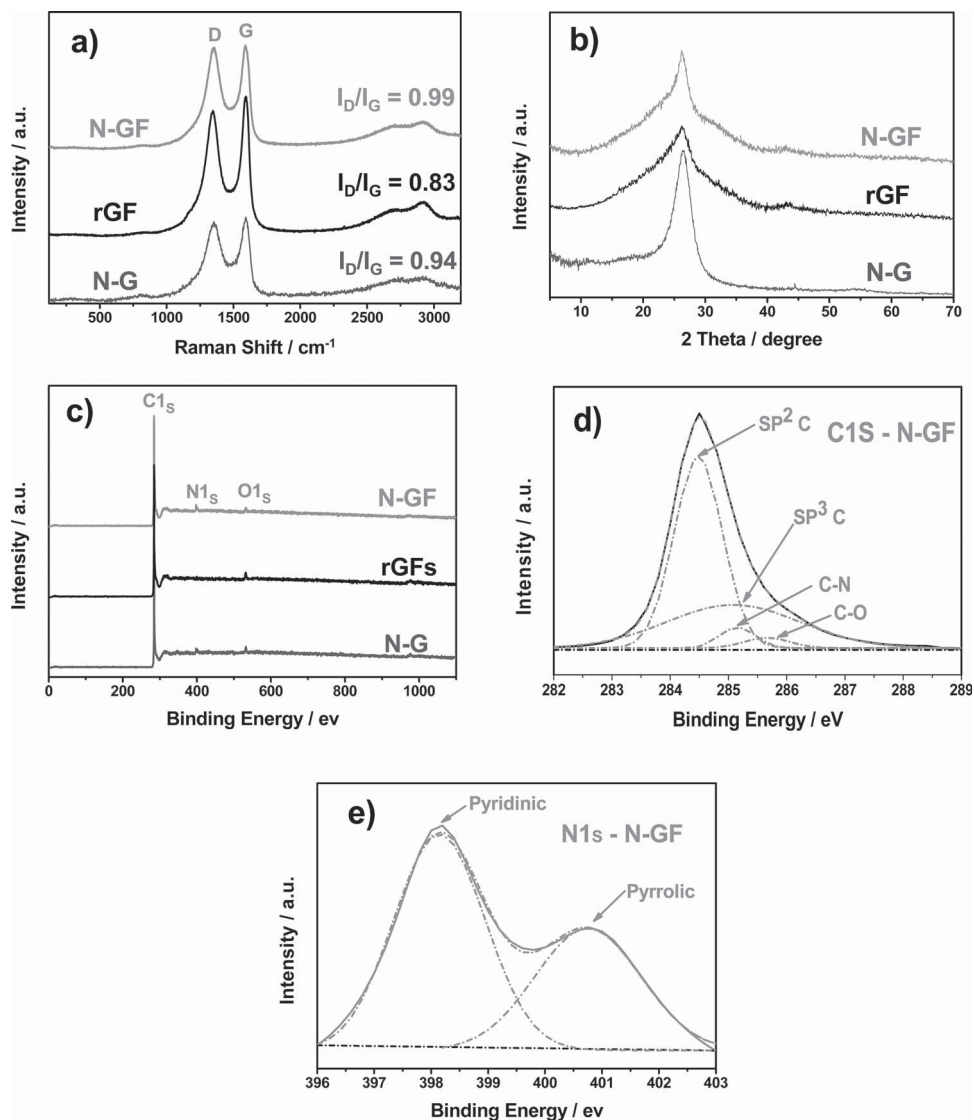 a)
D
G
I_D/I_G = 0.99
N-GF
I_D/I_G = 0.83
rGF
I_D/I_G = 0.94
N-G
Intensity / a.u.
500 1000 1500 2000 2500 3000
Raman Shift / cm⁻¹
b)
N-GF
rGF
N-G
Intensity / a.u.
10 20 30 40 50 60 70
2 Theta / degree
c)
C1s
N1s
O1s
N-GF
rGFs
N-G
Intensity / a.u.
0 200 400 600 800 1000
Binding Energy / ev
d)
SP² C
C1S - N-GF
SP³ C
C-N
C-O
Intensity / a.u.
282 283 284 285 286 287 288 289
Binding Energy / eV
e)
Pyridinic
N1s - N-GF
Pyrrolic
Intensity / a.u.
396 397 398 399 400 401 402 403
Binding Energy / ev